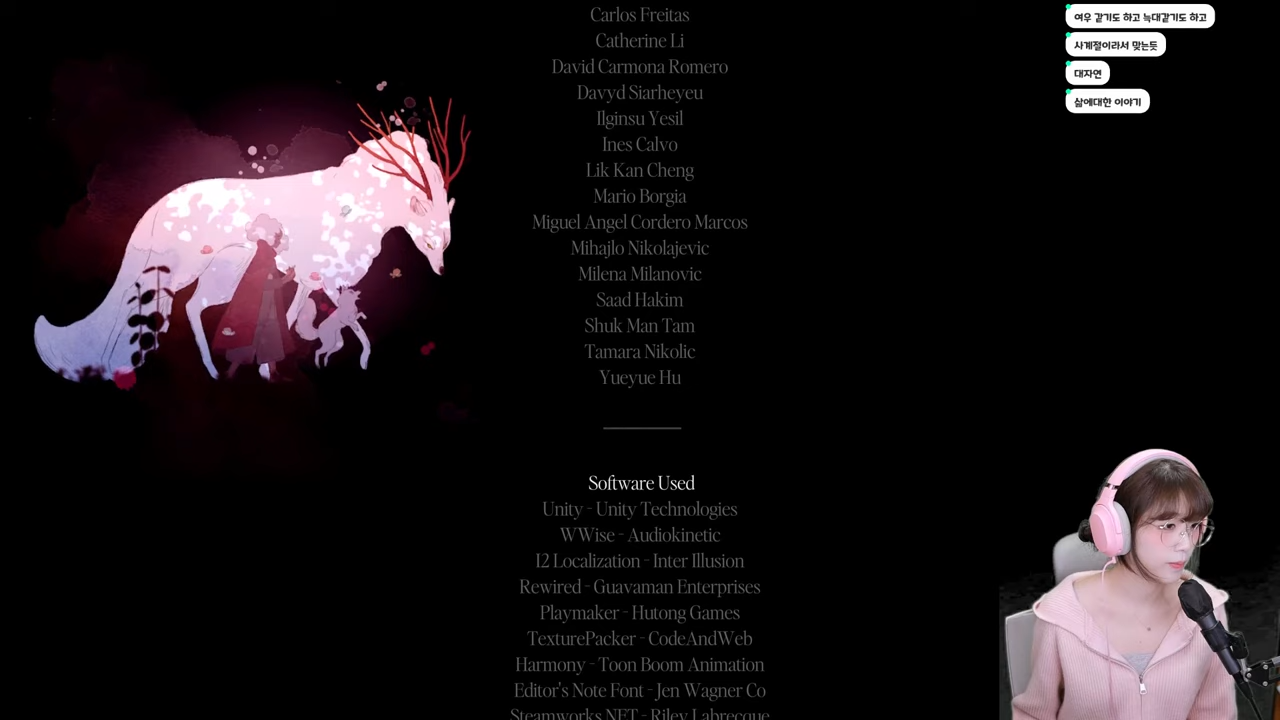 Carlos Freitas
Catherine Li
David Carmona Romero
Davyd Siarheyeu
Ilginsu Yesil
Ines Calvo
Lik Kan Cheng
Mario Borgia
Miguel Angel Cordero Marcos
Mihajlo Nikolajevic
Milena Milanovic
Saad Hakim
Shuk Man Tam
Tamara Nikolic
Yueyue Hu
Software Used
Unity - Unity Technologies
WWise - Audiokinetic
I2 Localization - Inter Illusion
Rewired - Guavaman Enterprises
Playmaker - Hutong Games
TexturePacker - CodeAndWeb
Harmony - Toon Boom Animation
Editor's Note Font - Jen Wagner Co
Steamworks.NET - Riley Labrecque
여우 같기도 하고 늑대같기도 하고
사계절이라서 맞는듯
대자연
삶에대한 이야기